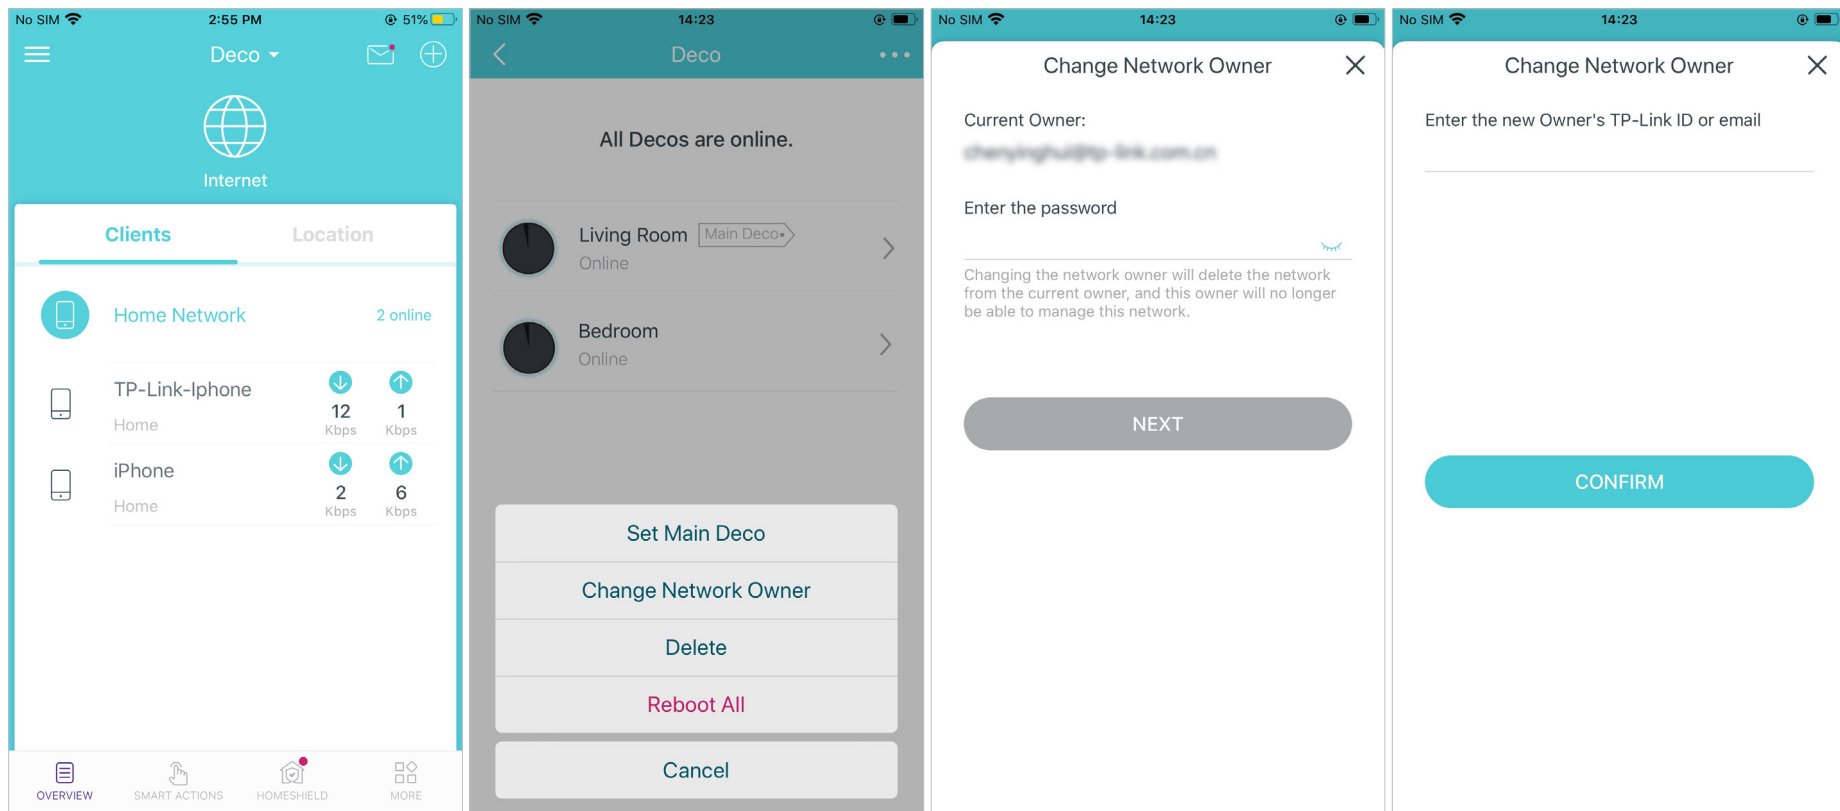 No SIM
2:55 PM
51%
Deco
Internet
Clients
Location
Home Network
2 online
TP-Link-Iphone
Home
12
Kbps
1
Kbps
iPhone
Home
2
Kbps
6
Kbps
OVERVIEW
SMART ACTIONS
HOMESHIELD
MORE
No SIM
14:23
Deco
All Decos are online.
Living Room
Main Deco
Online
Bedroom
Online
Set Main Deco
Change Network Owner
Delete
Reboot All
Cancel
No SIM
14:23
Change Network Owner
Current Owner:
Enter the password
Changing the network owner will delete the network
from the current owner, and this owner will no longer
be able to manage this network.
NEXT
No SIM
14:23
Change Network Owner
Enter the new Owner's TP-Link ID or email
CONFIRM